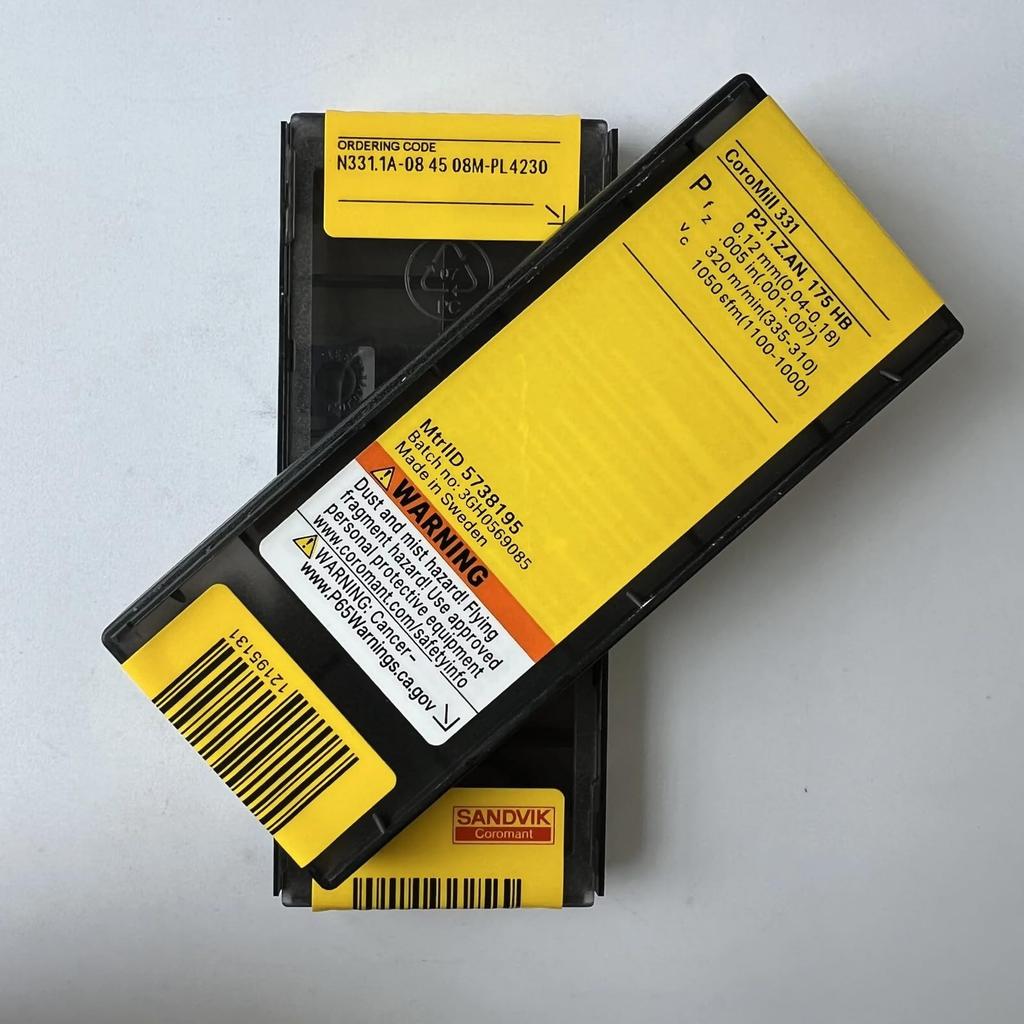 ORDERING CODE
N331.1A-08 45 08M-PL 4230
CoroMill 331
P P2.1.Z.AN, 175 HB
fz 0.12 mm(0.04-0.18)
.005 in(.001-.007)
vc 320 m/min(335-310)
1050 sfm(1100-1000)
MtrlID 5738195
Batch no: 3GH0569085
Made in Sweden
WARNING
Dust and mist hazard! Flying
fragment hazard! Use approved
personal protective equipment
www.coromant.com/safetyinfo
WARNING: Cancer–
www.P65Warnings.ca.gov
12195131
SANDVIK
Coromant